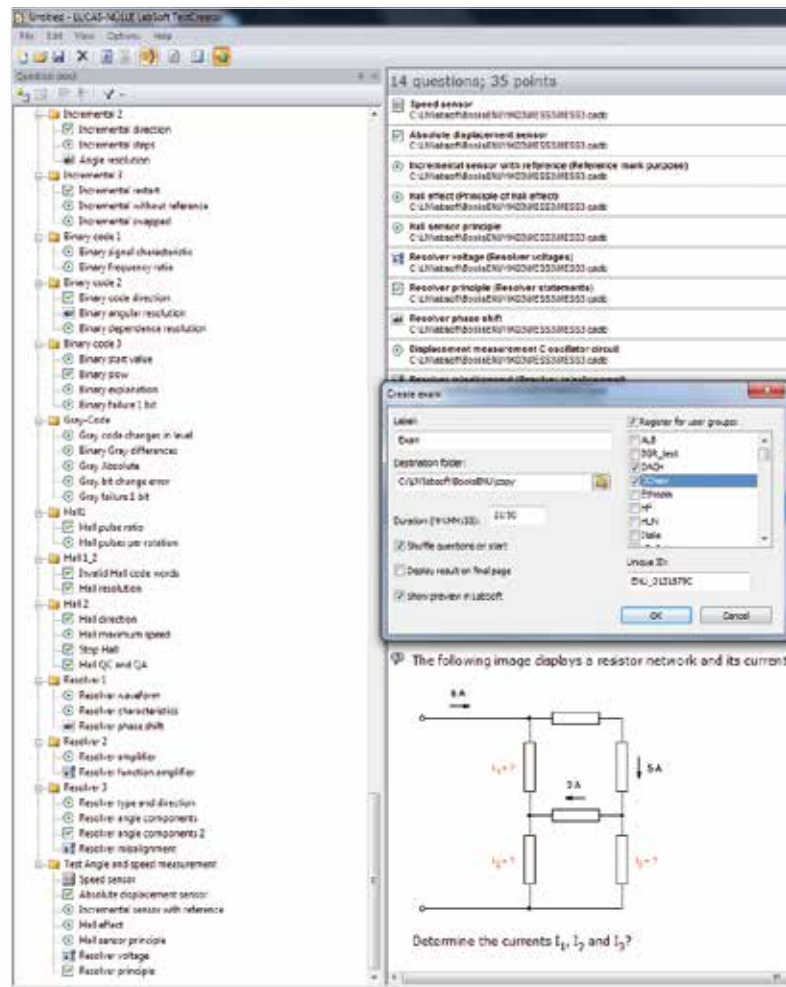 Untitled - LUCAS-NÜLLE LabSoft TestCreator
File Edit View Options Help
Question pool
Incremental 2
Incremental direction
Incremental steps
Angle resolution
Incremental 3
Incremental restart
Incremental without reference
Incremental swapped
Binary code 1
Binary signal characteristic
Binary frequency ratio
Binary code 2
Binary code direction
Binary angular resolution
Binary dependence resolution
Binary code 3
Binary start value
Binary slow
Binary explanation
Binary failure 1 bit
Gray-Code
Gray code changes in level
Binary Gray differences
Gray Absolute
Gray bit change error
Gray failure 1 bit
Hall1
Hall pulse ratio
Hall pulses per rotation
Hall 1_2
Invalid Hall code words
Hall resolution
Hall 2
Hall direction
Hall maximum speed
Stop Hall
Hall QC and QA
Resolver 1
Resolver waveform
Resolver characteristics
Resolver phase shift
Resolver 2
Resolver amplifier
Resolver function amplifier
Resolver 3
Resolver type and direction
Resolver angle components
Resolver angle components 2
Resolver misalignment
Test Angle and speed measurement
Speed sensor
Absolute displacement sensor
Incremental sensor with reference
Hall effect
Hall sensor principle
Resolver voltage
Resolver principle
14 questions; 35 points
Speed sensor
Absolute displacement sensor
Incremental sensor with reference (Reference mark purpose)
Hall effect (Principle of Hall effect)
Hall sensor principle
Resolver voltage (Resolver voltages)
Resolver principle (Resolver statements)
Resolver phase shift
Displacement measurement C oscillator circuit
Create exam
Label:
Exam
Destination folder:
Duration (HH:MM:SS):
Shuffle questions on start
Display result on final page
Show preview in LabSoft
Register for user groups:
ALB
DACH
Ethiopia
HF
HLN
Italie
Unique ID:
OK Cancel
The following image displays a resistor network and its current
6 A
I₁ = ?
5 A
3 A
I₂ = ?
I₃ = ?
Determine the currents I₁, I₂ and I₃?